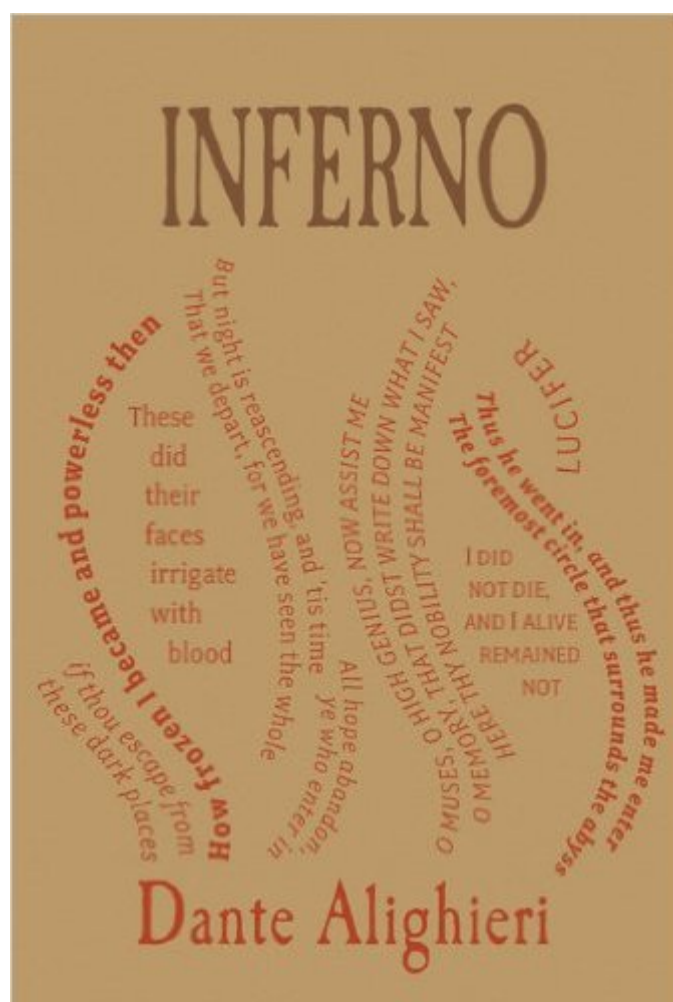 INFERNO
But night is reascending, and 'tis time
That we depart, for we have seen the whole
How frozen I became and powerless then
These
did
their
faces
irrigate
with
blood
if thou escape from
these dark places
All hope abandon,
ye who enter in
O MUSES, O HIGH GENIUS, NOW ASSIST ME
O MEMORY, THAT DIDST WRITE DOWN WHAT I SAW,
HERE THY NOBILITY SHALL BE MANIFEST
LUCIFER
Thus he went in, and thus he made me enter
The foremost circle that surrounds the abyss
I DID
NOT DIE,
AND I ALIVE
REMAINED
NOT
Dante Alighieri